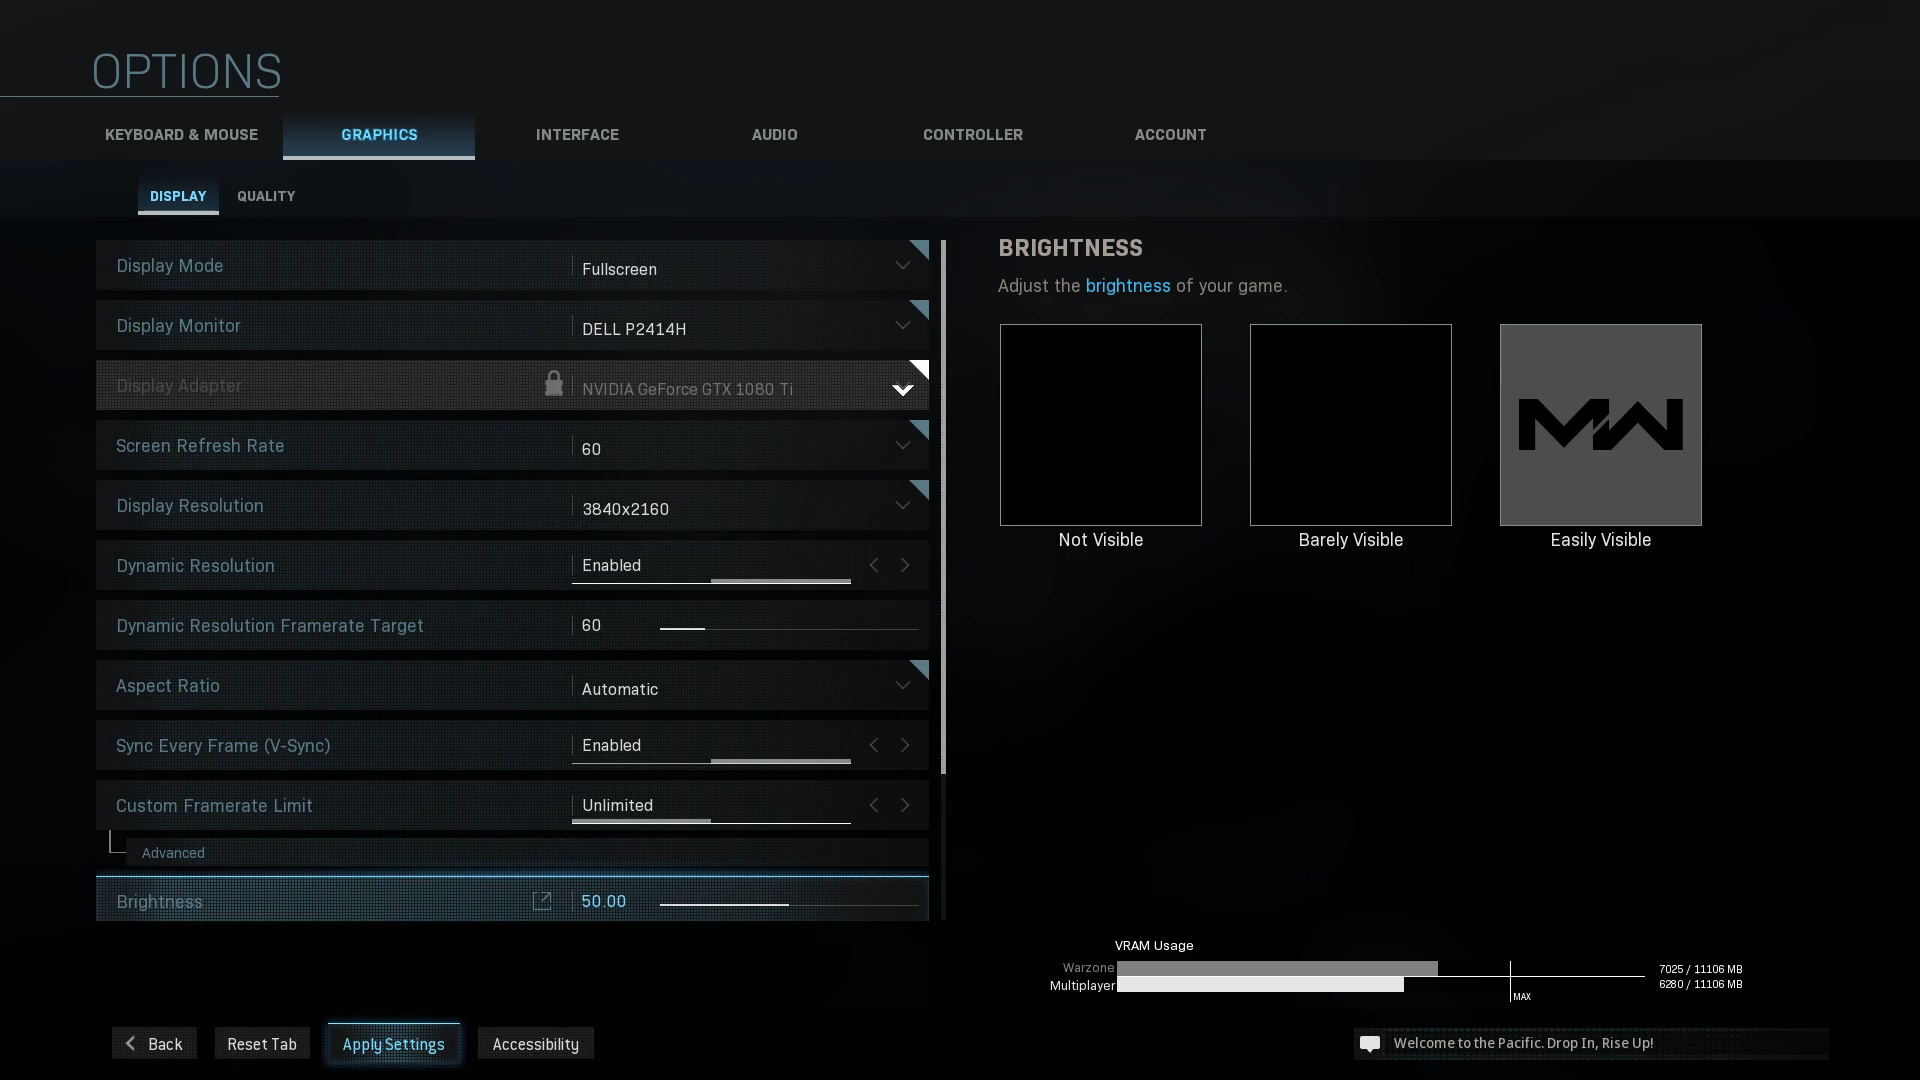 OPTIONS
KEYBOARD & MOUSE
GRAPHICS
INTERFACE
AUDIO
CONTROLLER
ACCOUNT
DISPLAY
QUALITY
Display Mode
Fullscreen
Display Monitor
DELL P2414H
Display Adapter
NVIDIA GeForce GTX 1080 Ti
Screen Refresh Rate
60
Display Resolution
3840x2160
Dynamic Resolution
Enabled
Dynamic Resolution Framerate Target
60
Aspect Ratio
Automatic
Sync Every Frame (V-Sync)
Enabled
Custom Framerate Limit
Unlimited
Advanced
Brightness
50.00
BRIGHTNESS
Adjust the brightness of your game.
MW
Not Visible
Barely Visible
Easily Visible
VRAM Usage
Warzone
7025 / 11106 MB
Multiplayer
6280 / 11106 MB
MAX
Back
Reset Tab
Apply Settings
Accessibility
Welcome to the Pacific. Drop In, Rise Up!